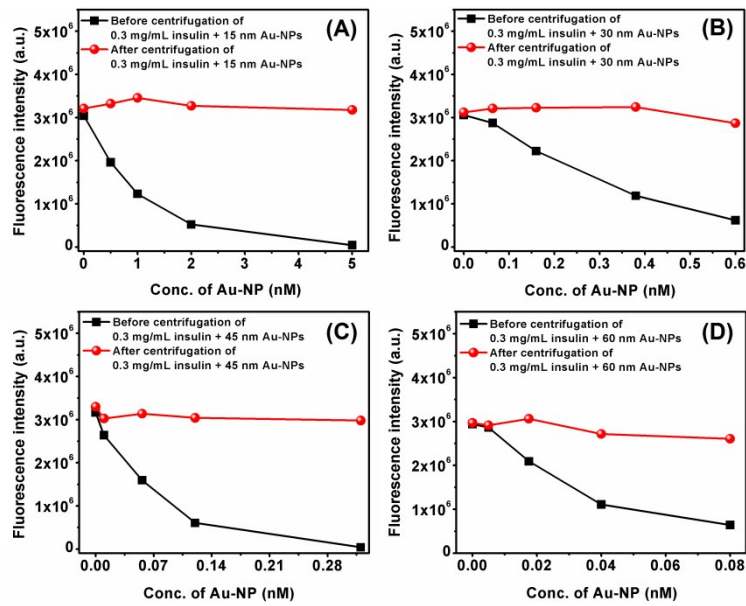 Before centrifugation of
0.3 mg/mL insulin + 15 nm Au-NPs
After centrifugation of
0.3 mg/mL insulin + 15 nm Au-NPs
(A)
Fluorescence intensity (a.u.)
5x10⁶
4x10⁶
3x10⁶
2x10⁶
1x10⁶
0
0 1 2 3 4 5
Conc. of Au-NP (nM)
Before centrifugation of
0.3 mg/mL insulin + 30 nm Au-NPs
After centrifugation of
0.3 mg/mL insulin + 30 nm Au-NPs
(B)
Fluorescence intensity (a.u.)
5x10⁶
4x10⁶
3x10⁶
2x10⁶
1x10⁶
0
0.0 0.1 0.2 0.3 0.4 0.5 0.6
Conc. of Au-NP (nM)
Before centrifugation of
0.3 mg/mL insulin + 45 nm Au-NPs
After centrifugation of
0.3 mg/mL insulin + 45 nm Au-NPs
(C)
Fluorescence intensity (a.u.)
5x10⁶
4x10⁶
3x10⁶
2x10⁶
1x10⁶
0
0.00 0.07 0.14 0.21 0.28
Conc. of Au-NP (nM)
Before centrifugation of
0.3 mg/mL insulin + 60 nm Au-NPs
After centrifugation of
0.3 mg/mL insulin + 60 nm Au-NPs
(D)
Fluorescence intensity (a.u.)
5x10⁶
4x10⁶
3x10⁶
2x10⁶
1x10⁶
0
0.00 0.02 0.04 0.06 0.08
Conc. of Au-NP (nM)